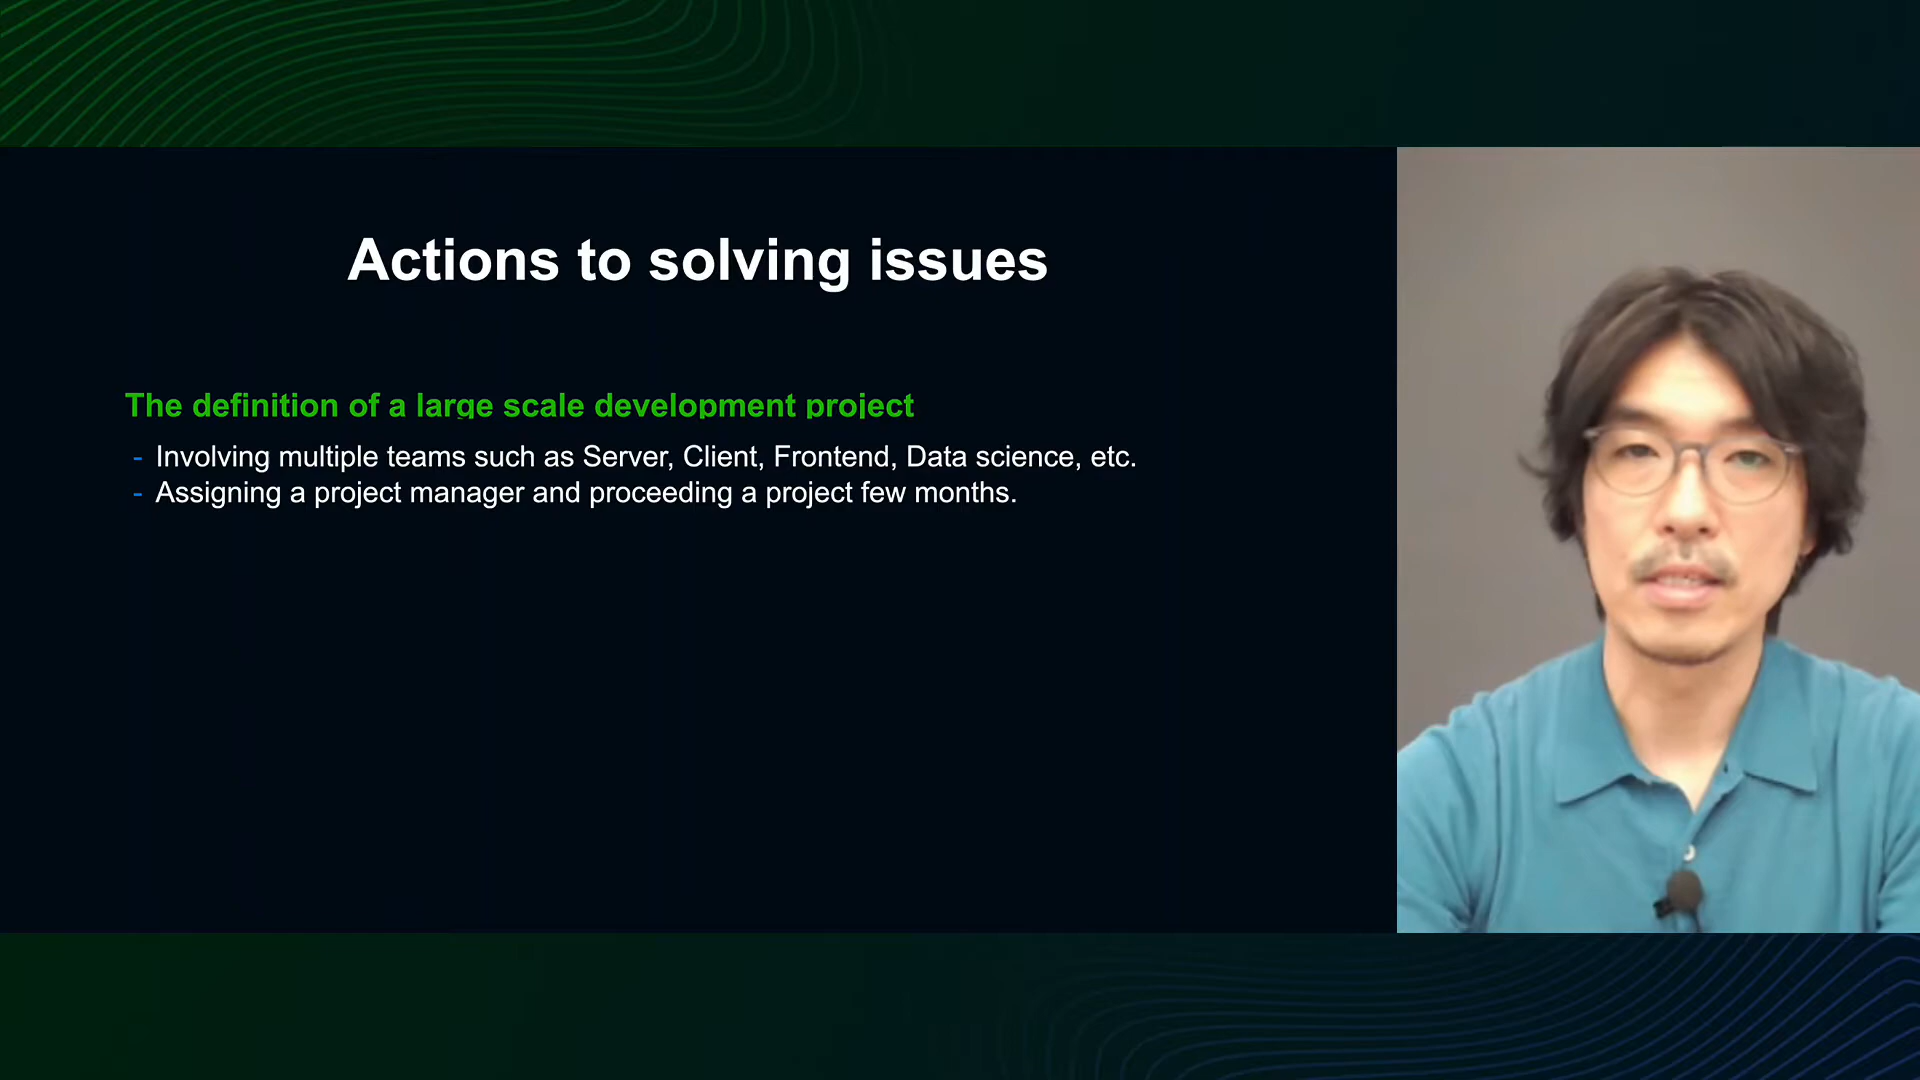 Actions to solving issues
The definition of a large scale development project
- Involving multiple teams such as Server, Client, Frontend, Data science, etc.
- Assigning a project manager and proceeding a project few months.